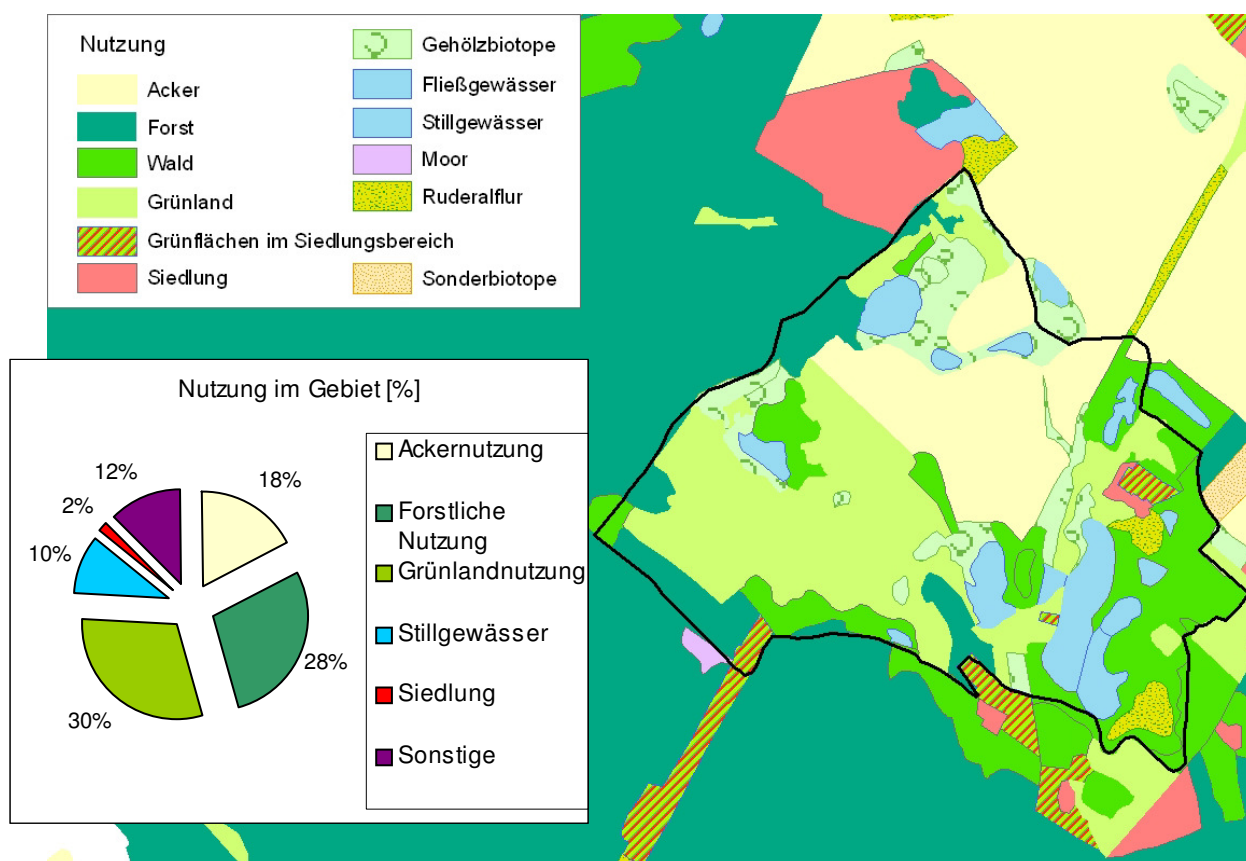 Nutzung
Acker
Forst
Wald
Grünland
Grünflächen im Siedlungsbereich
Siedlung
Gehölzbiotope
Fließgewässer
Stillgewässer
Moor
Ruderalflur
Sonderbiotope
Nutzung im Gebiet [%]
18%
28%
30%
10%
2%
12%
Ackernutzung
Forstliche
Nutzung
Grünlandnutzung
Stillgewässer
Siedlung
Sonstige